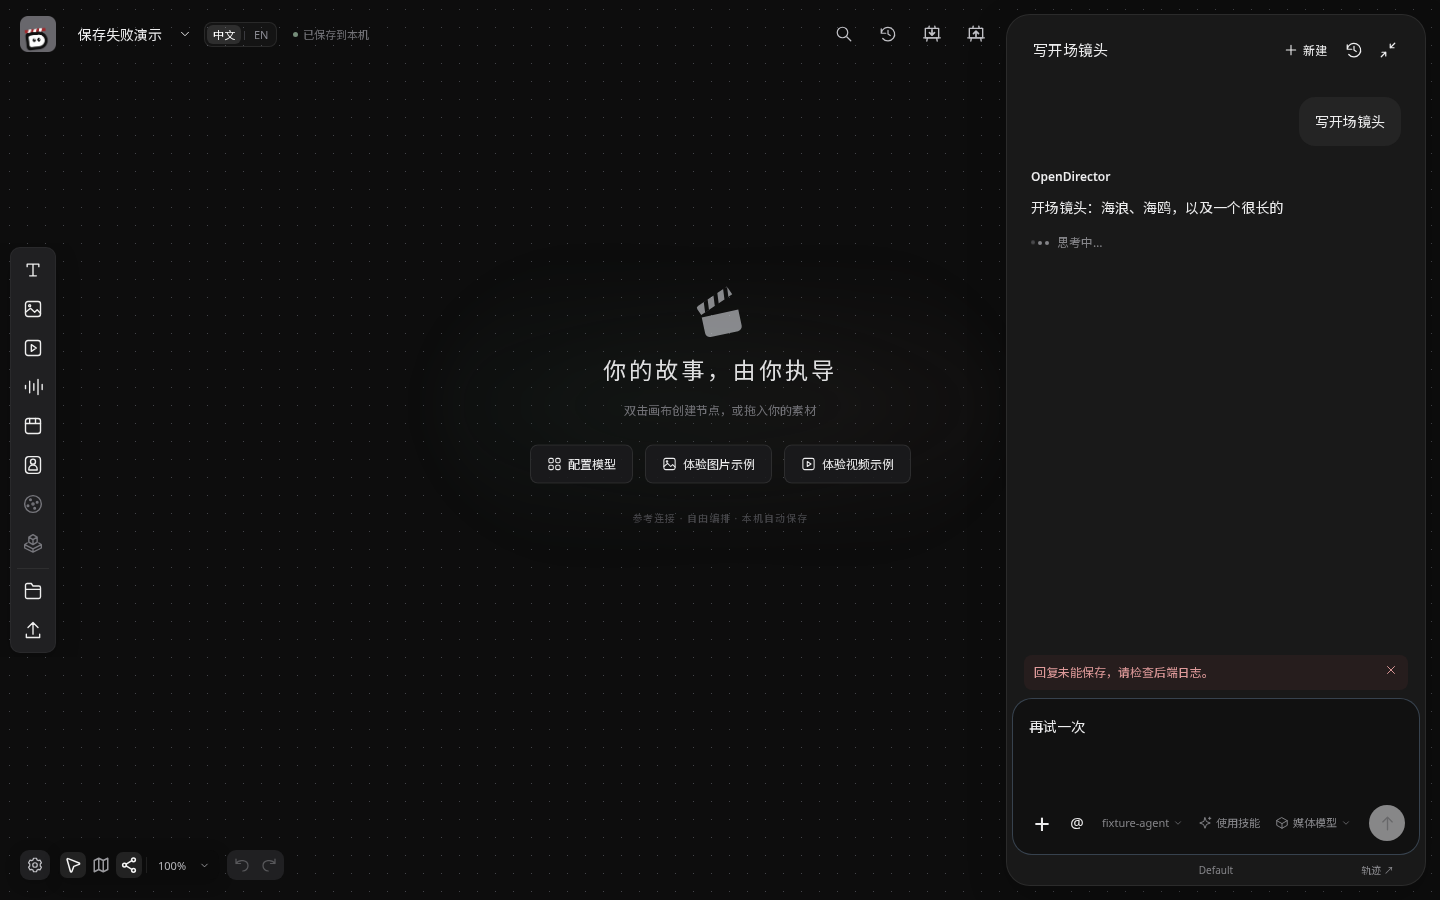 保存失败演示
中文
EN
已保存到本机
写开场镜头
新建
写开场镜头
OpenDirector
开场镜头：海浪、海鸥，以及一个很长的
思考中...
你的故事，由你执导
双击画布创建节点，或拖入你的素材
配置模型
体验图片示例
体验视频示例
参考连接 · 自由编排 · 本机自动保存
回复未能保存，请检查后端日志。
再试一次
@
fixture-agent
使用技能
媒体模型
100%
Default
轨迹 ↗